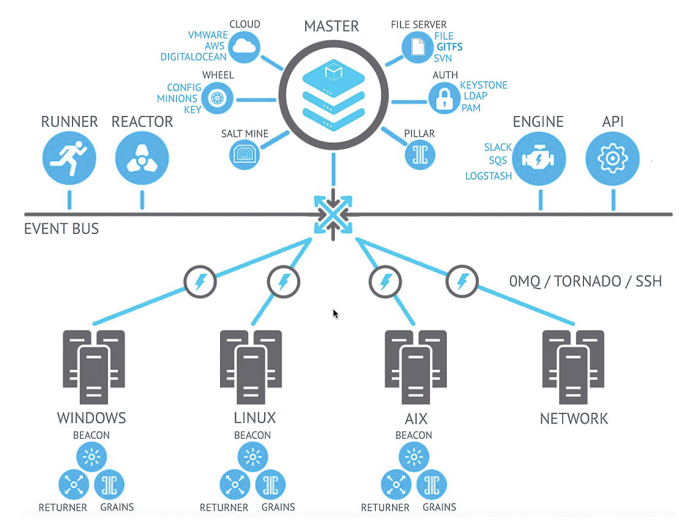 CLOUD
VMWARE
AWS
DIGITALOCEAN
MASTER
FILE SERVER
FILE
GITFS
SVN
WHEEL
CONFIG
MINIONS
KEY
AUTH
KEYSTONE
LDAP
PAM
RUNNER
REACTOR
SALT MINE
PILLAR
ENGINE
SLACK
SQS
LOGSTASH
API
EVENT BUS
0MQ / TORNADO / SSH
WINDOWS
LINUX
AIX
NETWORK
BEACON
BEACON
BEACON
RETURNER
GRAINS
RETURNER
GRAINS
RETURNER
GRAINS